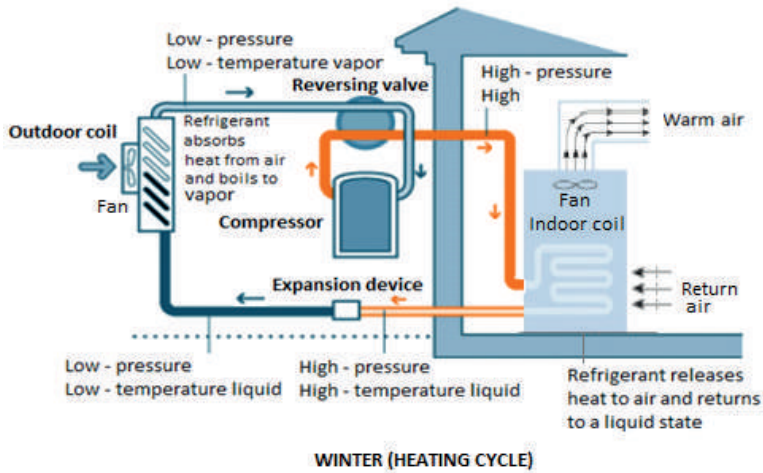 Low - pressure
Low - temperature vapor
Reversing valve
High - pressure
High
Warm air
Outdoor coil
Refrigerant
absorbs
heat from air
and boils to
vapor
Fan
Compressor
Fan
Indoor coil
Expansion device
Return
air
Low - pressure
Low - temperature liquid
High - pressure
High - temperature liquid
Refrigerant releases
heat to air and returns
to a liquid state
WINTER (HEATING CYCLE)